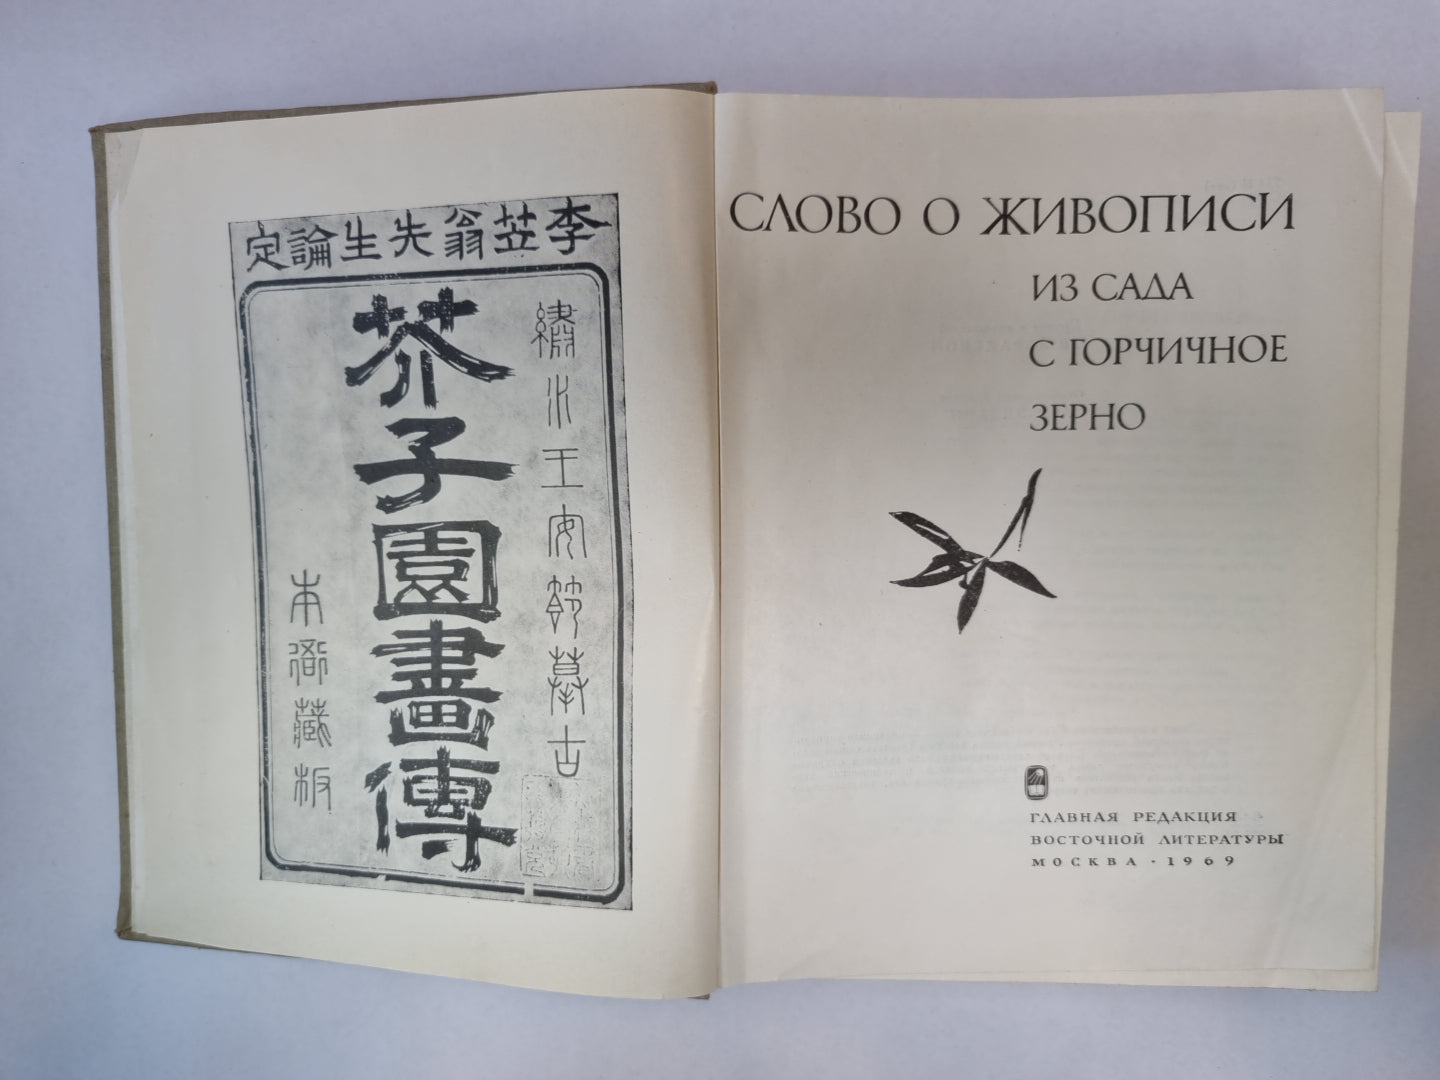 李笠翁先生論定
繡水王安節摹古
芥子園畫傳
本衙藏板
СЛОВО О ЖИВОПИСИ
ИЗ САДА
С ГОРЧИЧНОЕ
ЗЕРНО
ГЛАВНАЯ РЕДАКЦИЯ
ВОСТОЧНОЙ ЛИТЕРАТУРЫ
МОСКВА · 1969